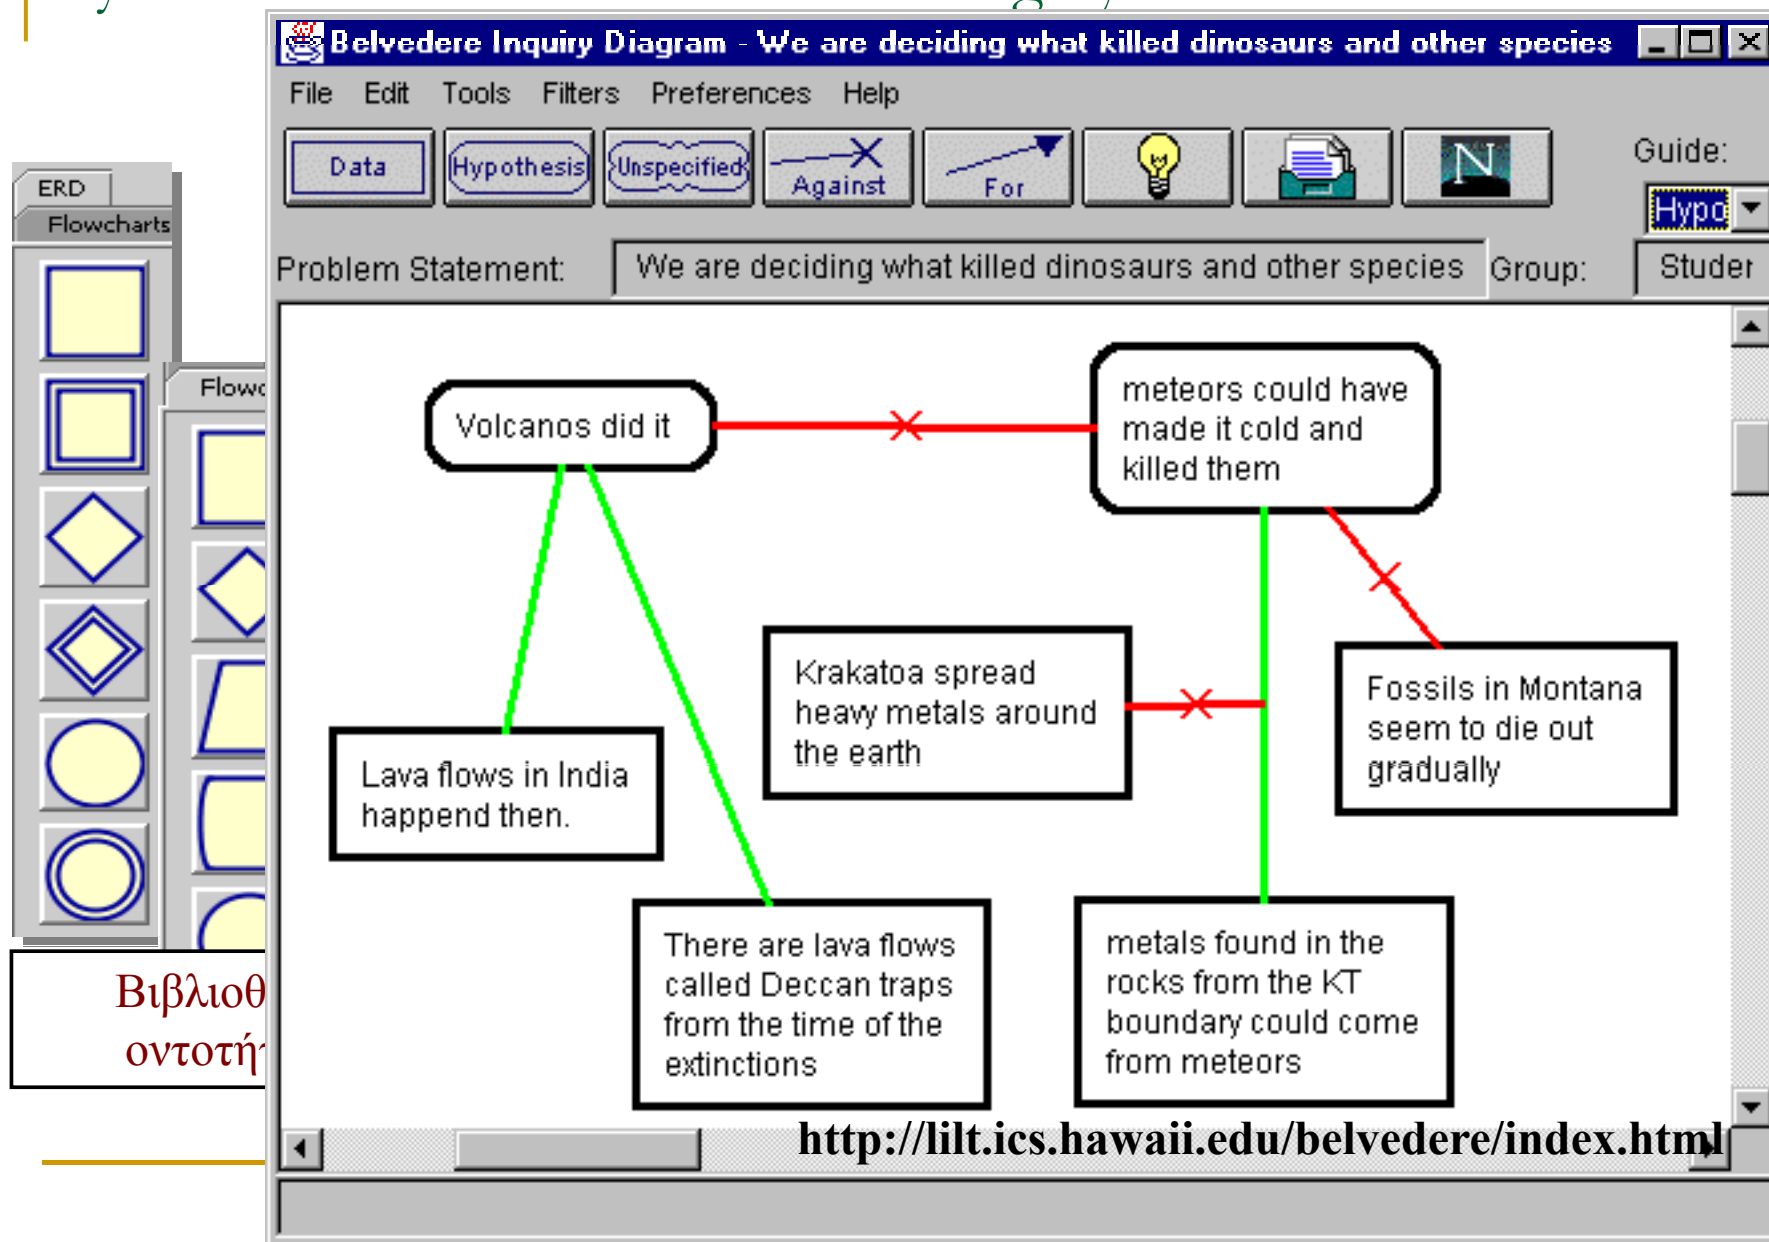 Belvedere Inquiry Diagram - We are deciding what killed dinosaurs and other species
File Edit Tools Filters Preferences Help
Data Hypothesis Unspecified Against For N
Guide:
Hypo
Problem Statement: We are deciding what killed dinosaurs and other species Group: Studer
ERD
Flowcharts
Flowc
Volcanos did it
meteors could have
made it cold and
killed them
Krakatoa spread
heavy metals around
the earth
Fossils in Montana
seem to die out
gradually
Lava flows in India
happend then.
There are lava flows
called Deccan traps
from the time of the
extinctions
metals found in the
rocks from the KT
boundary could come
from meteors
Βιβλιοθ
οντοτή
http://lilt.ics.hawaii.edu/belvedere/index.html